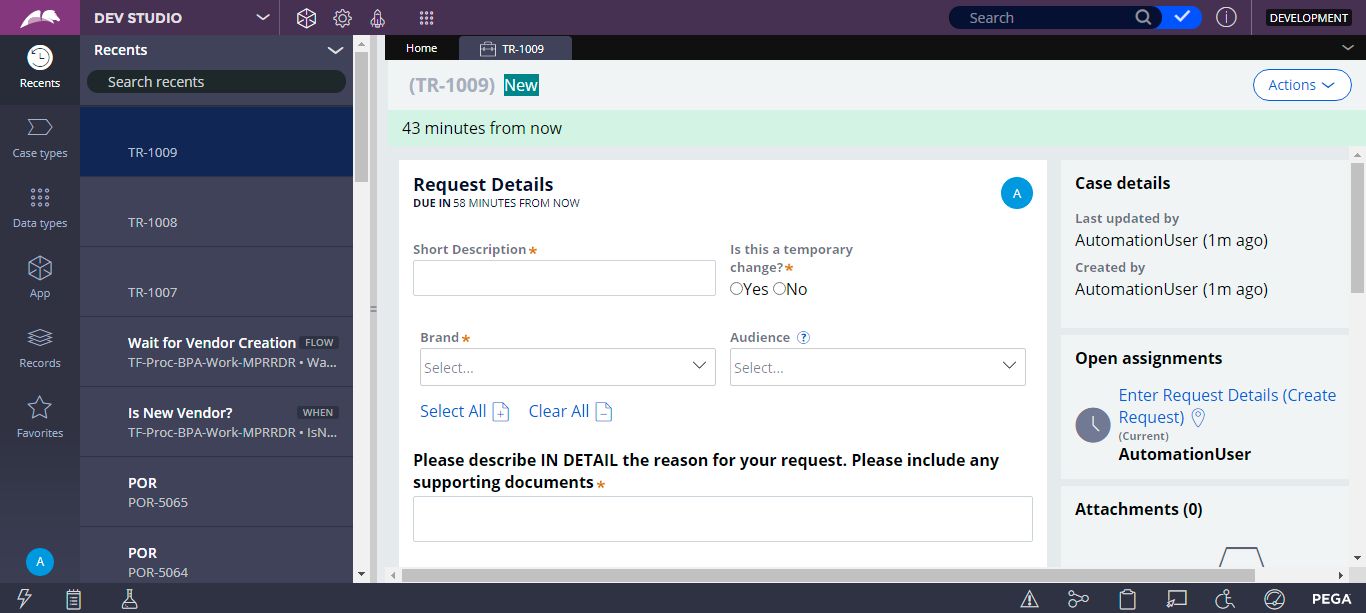 DEV STUDIO
Search
DEVELOPMENT
Recents
Recents
Search recents
Case types
Data types
App
Records
Favorites
A
TR-1009
TR-1008
TR-1007
Wait for Vendor Creation FLOW
TF-Proc-BPA-Work-MPRRDR • Wa...
Is New Vendor? WHEN
TF-Proc-BPA-Work-MPRRDR • IsN...
POR
POR-5065
POR
POR-5064
Home
TR-1009
(TR-1009) New
Actions
43 minutes from now
Request Details
DUE IN 58 MINUTES FROM NOW
A
Short Description *
Is this a temporary
change? *
Yes No
Brand *
Select...
Audience ?
Select...
Select All
Clear All
Please describe IN DETAIL the reason for your request. Please include any
supporting documents *
Case details
Last updated by
AutomationUser (1m ago)
Created by
AutomationUser (1m ago)
Open assignments
Enter Request Details (Create
Request)
(Current)
AutomationUser
Attachments (0)
PEGA